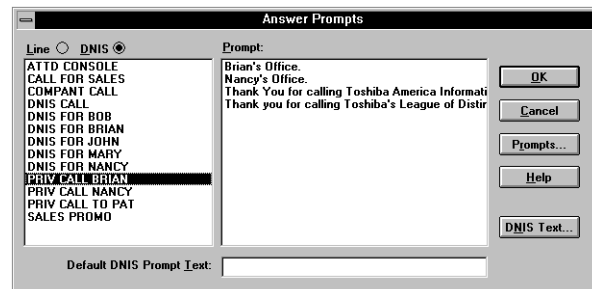 Answer Prompts
Line DNIS
Prompt:
ATTD CONSOLE
CALL FOR SALES
COMPANT CALL
DNIS CALL
DNIS FOR BOB
DNIS FOR BRIAN
DNIS FOR JOHN
DNIS FOR MARY
DNIS FOR NANCY
PRIV CALL BRIAN
PRIV CALL NANCY
PRIV CALL TO PAT
SALES PROMO
Brian's Office.
Nancy's Office.
Thank You for calling Toshiba America Informati
Thank you for calling Toshiba's League of Distir
OK
Cancel
Prompts...
Help
DNIS Text...
Default DNIS Prompt Text: